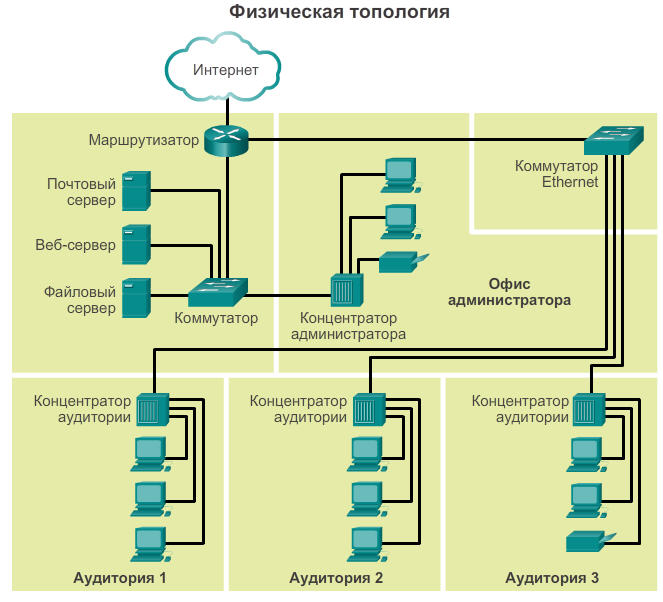 Физическая топология
Интернет
Маршрутизатор
Коммутатор
Ethernet
Почтовый
сервер
Веб-сервер
Файловый
сервер
Коммутатор
Концентратор
администратора
Офис
администратора
Концентратор
аудитории
Концентратор
аудитории
Концентратор
аудитории
Аудитория 1
Аудитория 2
Аудитория 3